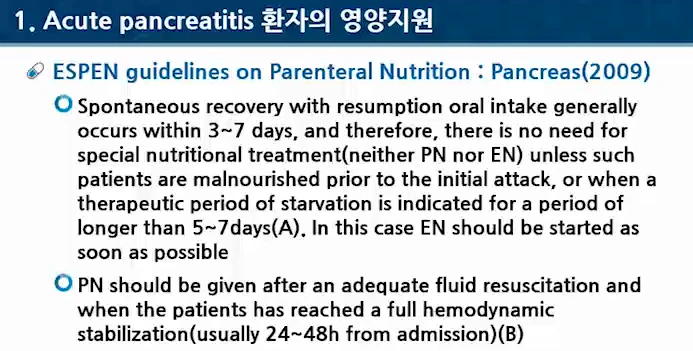 1. Acute pancreatitis 환자의 영양지원
ESPEN guidelines on Parenteral Nutrition : Pancreas(2009)
Spontaneous recovery with resumption oral intake generally
occurs within 3~7 days, and therefore, there is no need for
special nutritional treatment(neither PN nor EN) unless such
patients are malnourished prior to the initial attack, or when a
therapeutic period of starvation is indicated for a period of
longer than 5~7days(A). In this case EN should be started as
soon as possible
PN should be given after an adequate fluid resuscitation and
when the patients has reached a full hemodynamic
stabilization(usually 24~48h from admission)(B)